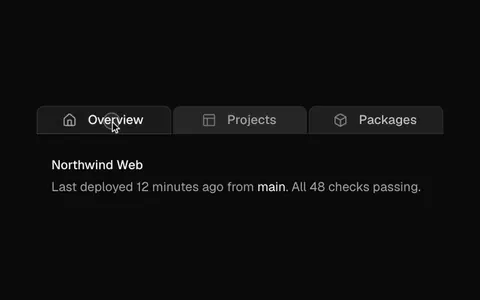 Overview
Projects
Packages
Northwind Web
Last deployed 12 minutes ago from main. All 48 checks passing.